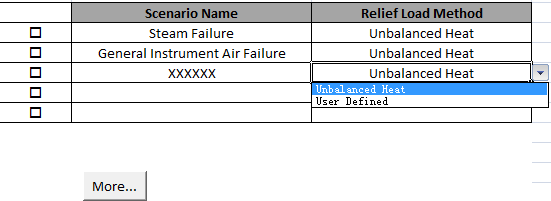 Scenario Name Relief Load Method
Steam Failure Unbalanced Heat
General Instrument Air Failure Unbalanced Heat
XXXXXX Unbalanced Heat
Unbalanced Heat
User Defined
More...